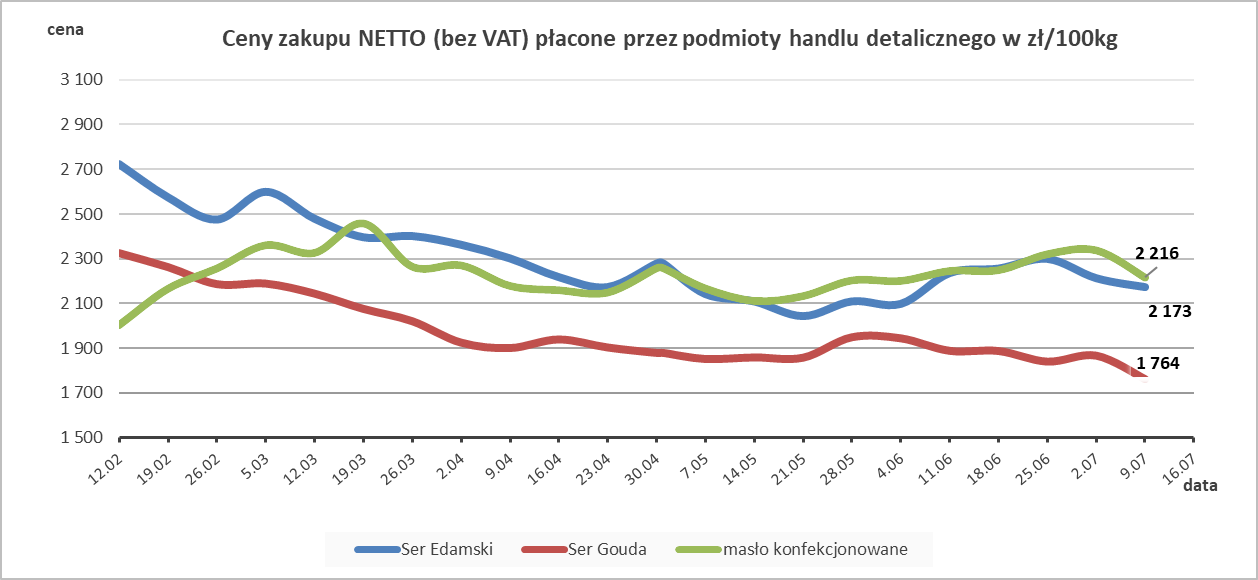 cena
Ceny zakupu NETTO (bez VAT) płacone przez podmioty handlu detalicznego w zł/100kg
3 100
2 900
2 700
2 500
2 300
2 100
1 900
1 700
1 500
2 216
2 173
1 764
12.02 19.02 26.02 5.03 12.03 19.03 26.03 2.04 9.04 16.04 23.04 30.04 7.05 14.05 21.05 28.05 4.06 11.06 18.06 25.06 2.07 9.07 16.07
data
Ser Edamski Ser Gouda masło konfekcjonowane